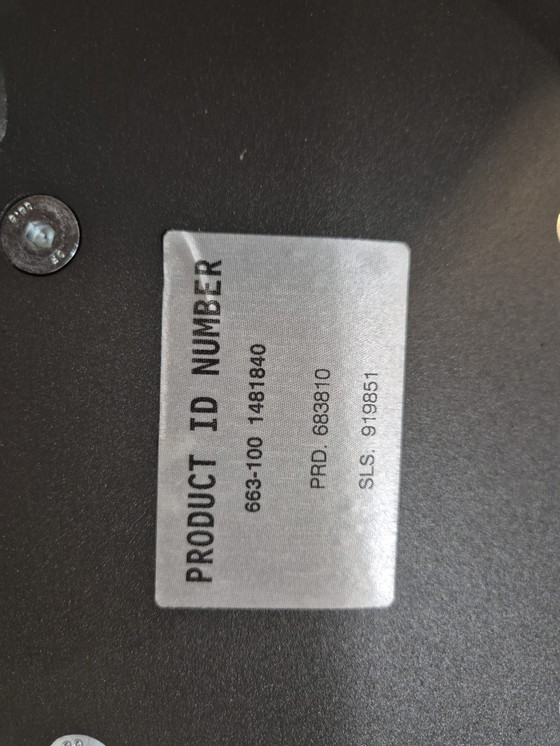 PRODUCT ID NUMBER
663-100 1481840
PRD. 683810
SLS. 919851